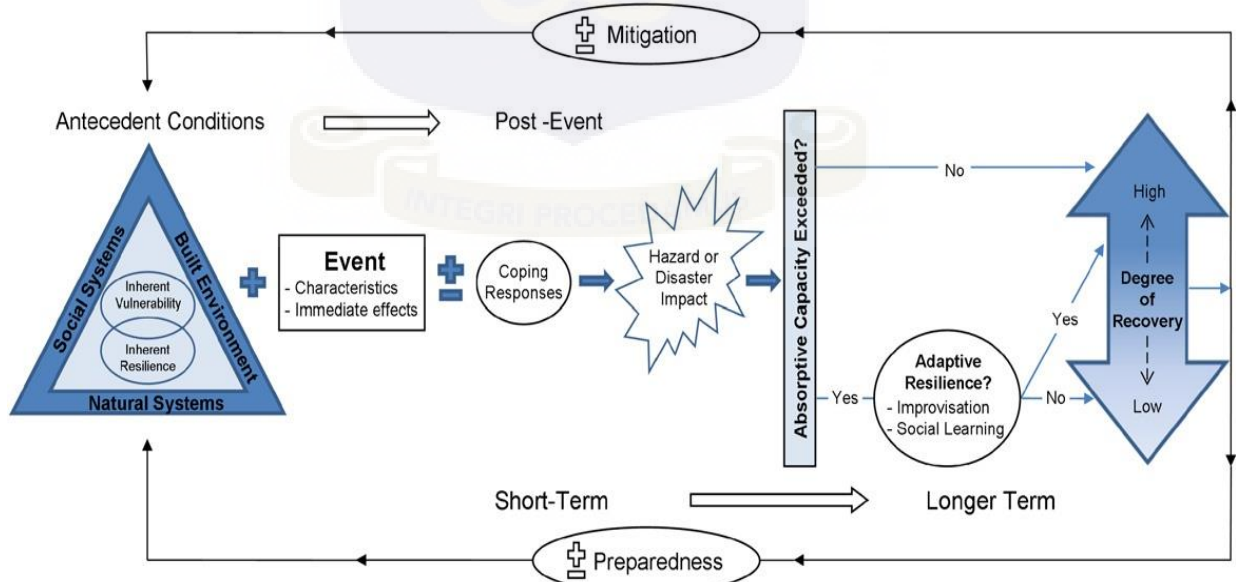 ± Mitigation
Antecedent Conditions
Post -Event
Social Systems
Built Environment
Natural Systems
Inherent
Vulnerability
Inherent
Resilience
+
Event
- Characteristics
- Immediate effects
±
Coping
Responses
Hazard or
Disaster
Impact
Absorptive Capacity Exceeded?
No
Yes
Adaptive
Resilience?
- Improvisation
- Social Learning
Yes
No
High
Degree
of
Recovery
Low
Short-Term
Longer Term
± Preparedness
INTEGRI PROCEDAMUS